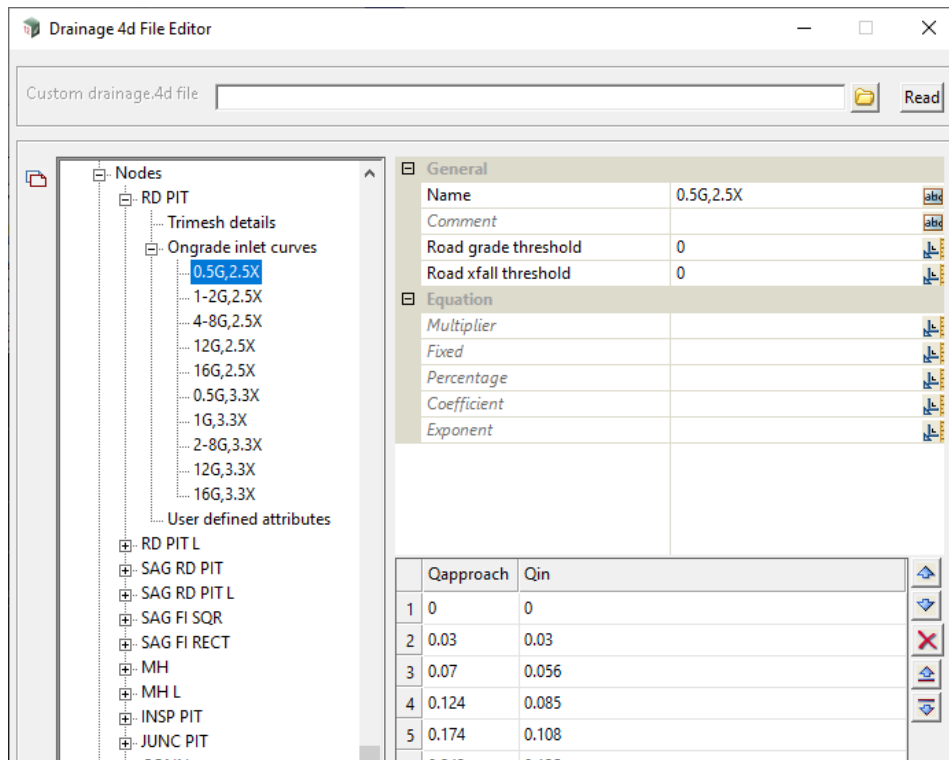 Drainage 4d File Editor
Custom drainage.4d file
Read
Nodes
RD PIT
Trimesh details
Ongrade inlet curves
0.5G,2.5X
1-2G,2.5X
4-8G,2.5X
12G,2.5X
16G,2.5X
0.5G,3.3X
1G,3.3X
2-8G,3.3X
12G,3.3X
16G,3.3X
User defined attributes
RD PIT L
SAG RD PIT
SAG RD PIT L
SAG FI SQR
SAG FI RECT
MH
MH L
INSP PIT
JUNC PIT
General
Name 0.5G,2.5X
Comment
Road grade threshold 0
Road xfall threshold 0
Equation
Multiplier
Fixed
Percentage
Coefficient
Exponent
Qapproach Qin
1 0 0
2 0.03 0.03
3 0.07 0.056
4 0.124 0.085
5 0.174 0.108